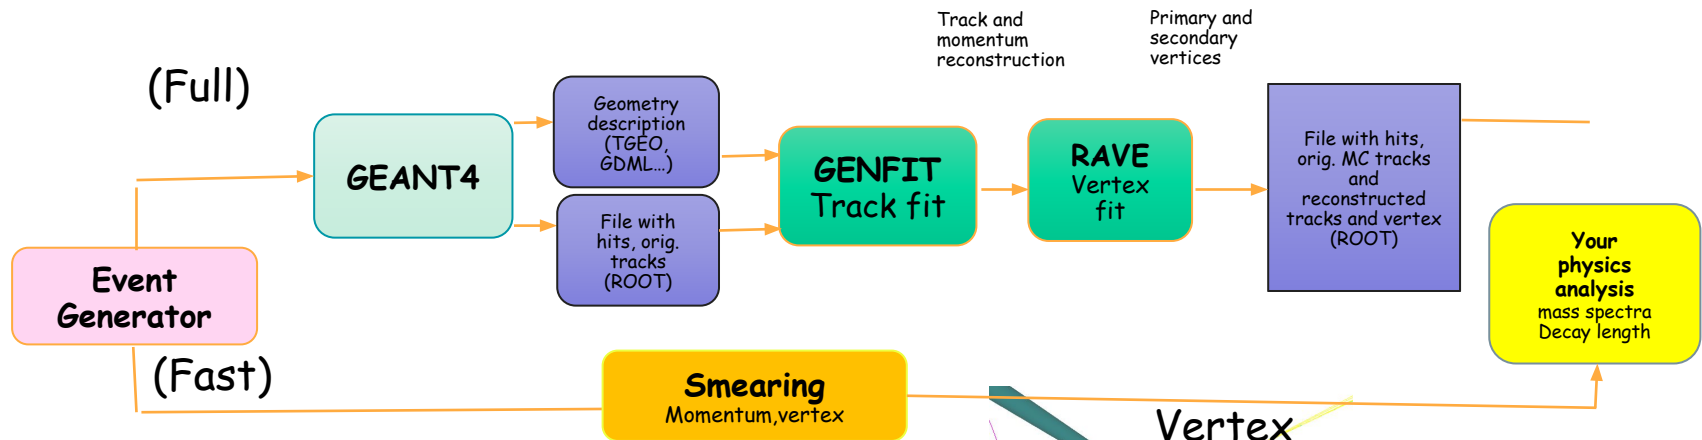 (Full)
Track and
momentum
reconstruction
Primary and
secondary
vertices
GEANT4
Geometry
description
(TGEO,
GDML...)
File with
hits, orig.
tracks
(ROOT)
GENFIT
Track fit
RAVE
Vertex
fit
File with hits,
orig. MC tracks
and
reconstructed
tracks and vertex
(ROOT)
Event
Generator
Your
physics
analysis
mass spectra
Decay length
(Fast)
Smearing
Momentum,vertex
Vertex